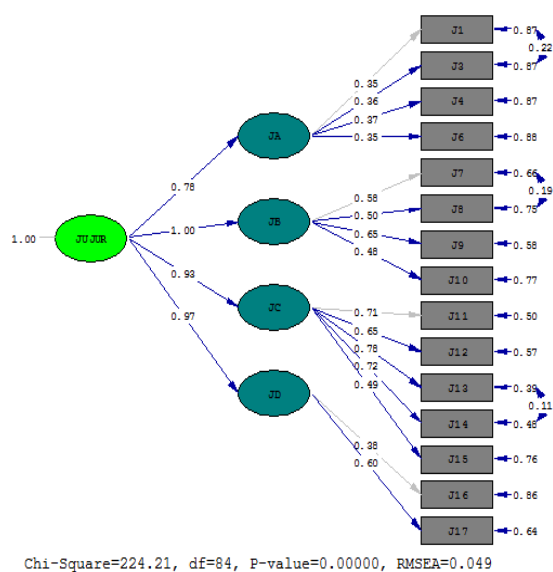 J1
0.87
0.22
J3
0.87
0.35
0.36
J4
0.87
0.37
JA
0.35
J6
0.88
0.78
J7
0.66
0.58
0.19
J8
0.75
0.50
JUJUR
1.00
1.00
JB
0.65
J9
0.58
0.48
J10
0.77
0.93
JC
0.71
J11
0.50
0.65
0.97
0.78
J12
0.57
0.72
0.49
J13
0.39
0.11
JD
J14
0.48
0.38
J15
0.76
0.60
J16
0.86
J17
0.64
Chi-Square=224.21, df=84, P-value=0.00000, RMSEA=0.049